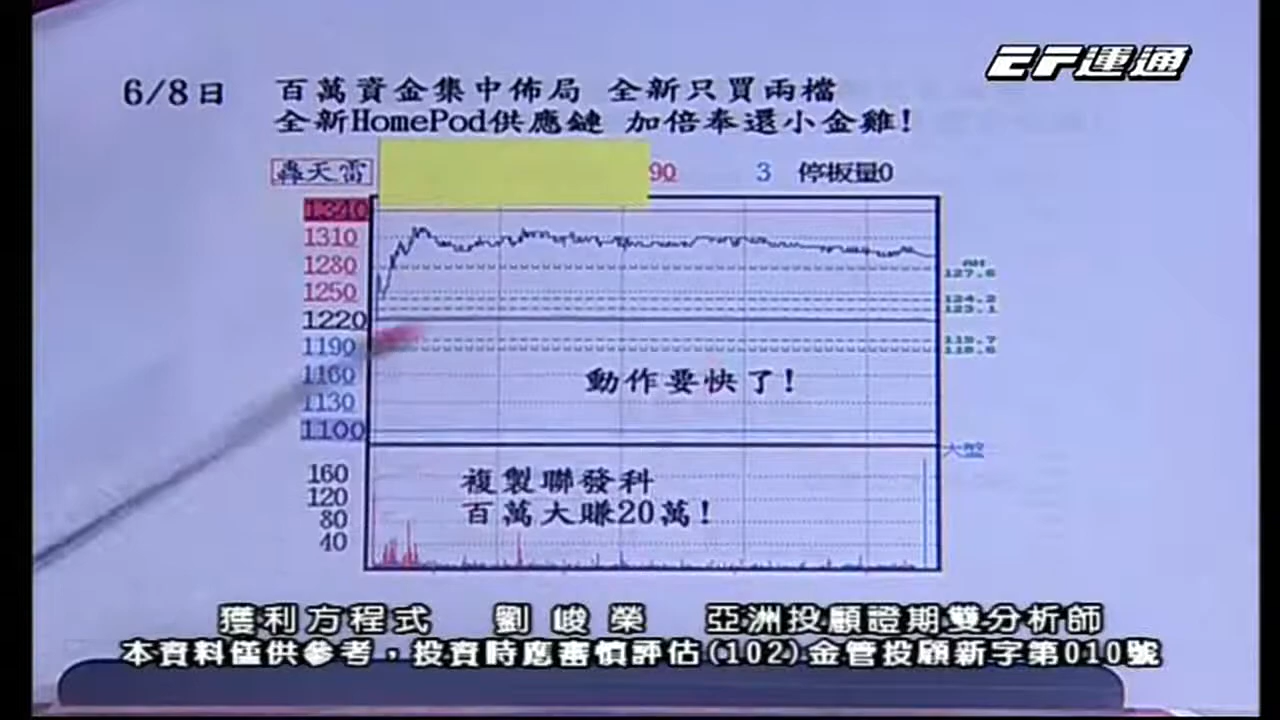 EF運通
6/8日
百萬資金集中佈局 全新只買兩檔
全新HomePod供應鏈 加倍奉還小金雞!
轟天雷 90 3 停板量0
1340
1310
1280
127.6
1250
124.2
123.1
1220
1190
119.7
118.6
1160
動作要快了!
1130
1100
大盤
160
複製聯發科
120
百萬大賺20萬!
80
40
獲利方程式 劉峻榮 亞洲投顧證期雙分析師
本資料僅供參考,投資時應審慎評估(102)金管投顧新字第010號